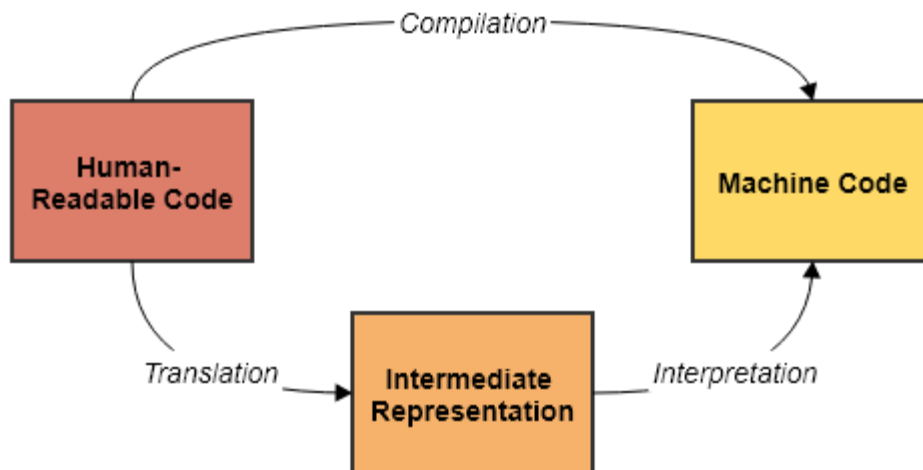 Compilation
Human-
Readable Code
Machine Code
Translation
Intermediate
Representation
Interpretation